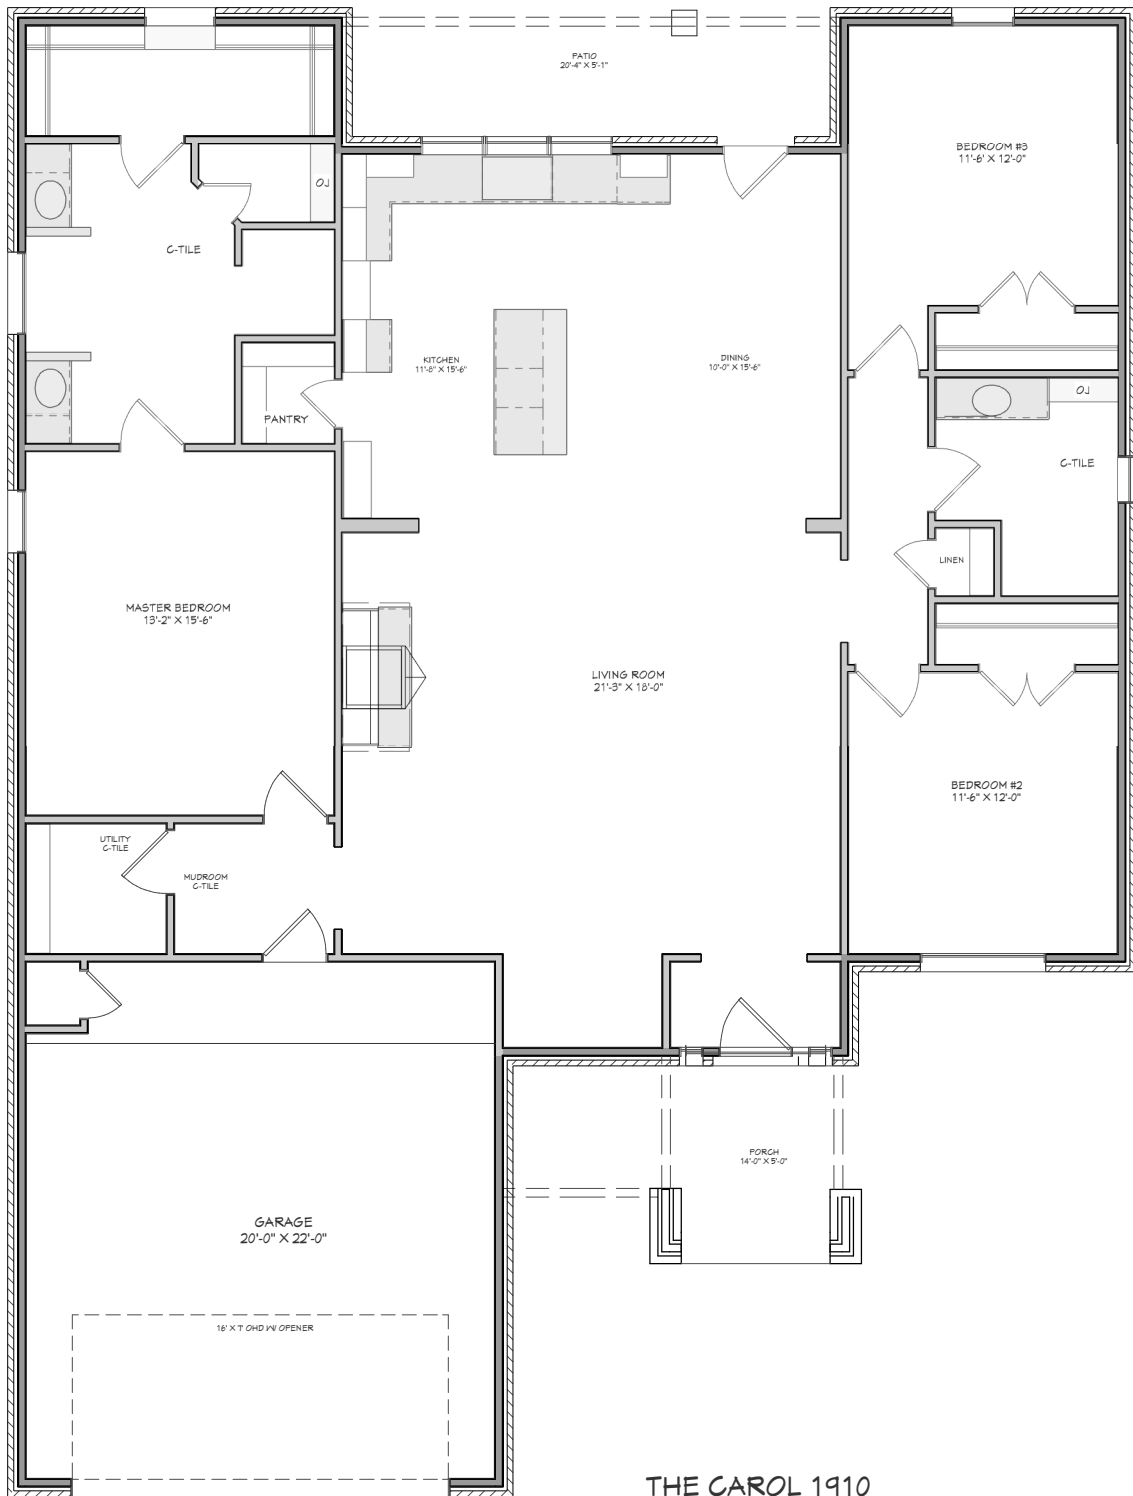 PATIO
20'-4" X 5'-1"
BEDROOM #3
11'-6' X 12'-0"
C-TILE
KITCHEN
11'-8" X 15'-6"
DINING
10'-0" X 15'-6"
PANTRY
C-TILE
LINEN
MASTER BEDROOM
13'-2" X 15'-6"
LIVING ROOM
21'-3" X 18'-0"
BEDROOM #2
11'-6" X 12'-0"
UTILITY
C-TILE
MUDROOM
C-TILE
PORCH
14'-0" X 5'-0"
GARAGE
20'-0" X 22'-0"
16' X 7' OHD W/ OPENER
THE CAROL 1910